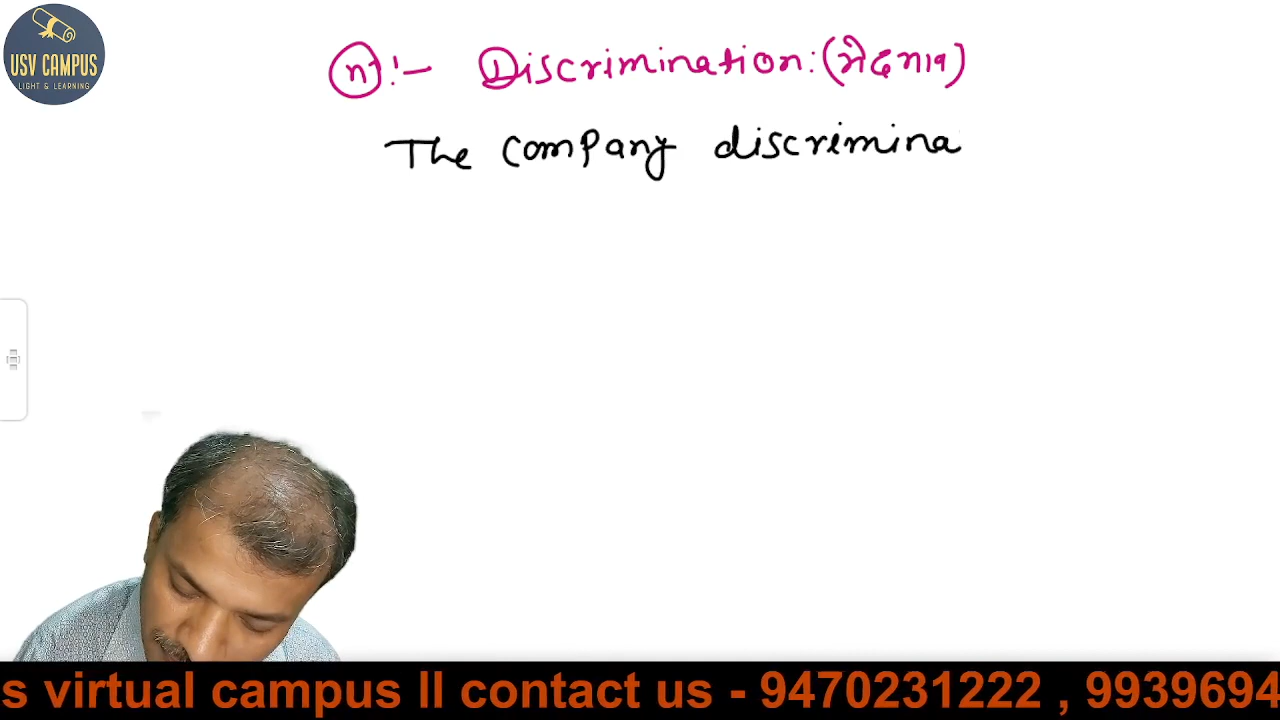 USV CAMPUS
LIGHT & LEARNING
n :- Discrimination: (भेदभाव)
The company discrimina
s virtual campus ll contact us - 9470231222 , 9939694